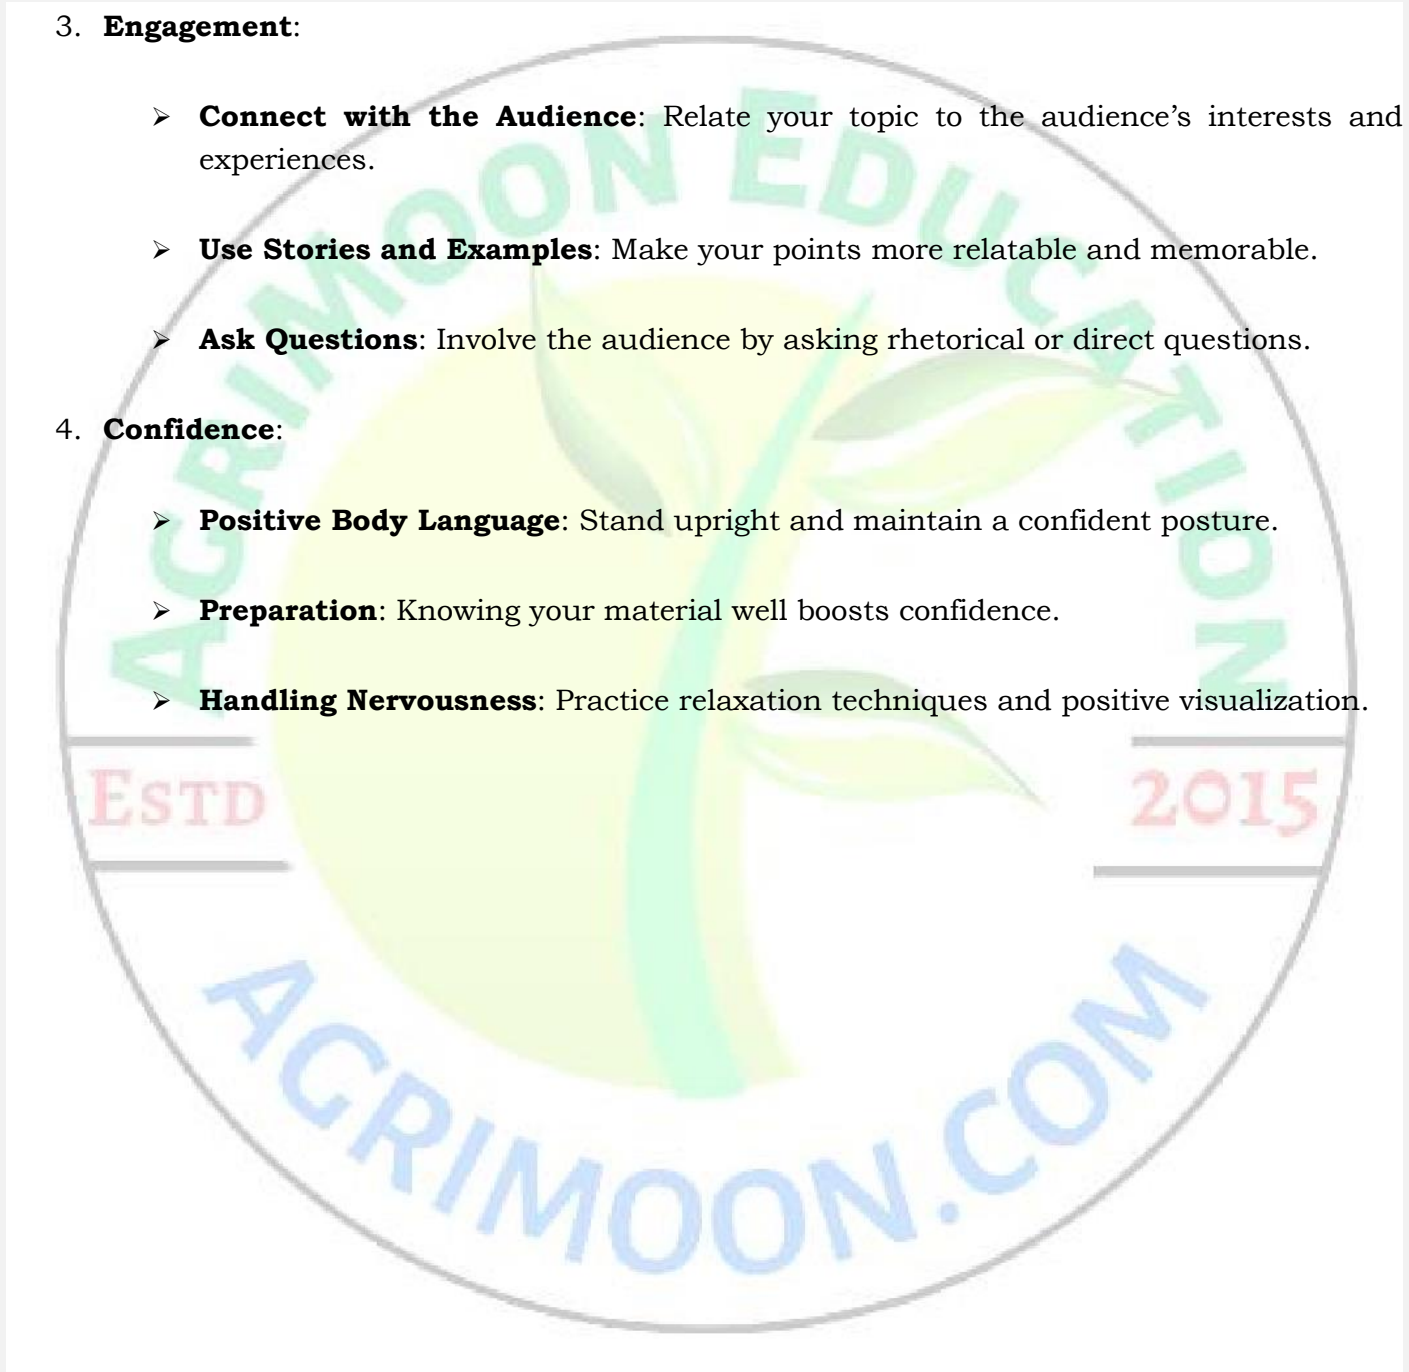 3. Engagement:
➢ Connect with the Audience: Relate your topic to the audience’s interests and
experiences.
➢ Use Stories and Examples: Make your points more relatable and memorable.
➢ Ask Questions: Involve the audience by asking rhetorical or direct questions.
4. Confidence:
➢ Positive Body Language: Stand upright and maintain a confident posture.
➢ Preparation: Knowing your material well boosts confidence.
➢ Handling Nervousness: Practice relaxation techniques and positive visualization.
AGRIMOON EDUCATION
ESTD 2015
AGRIMOON.COM